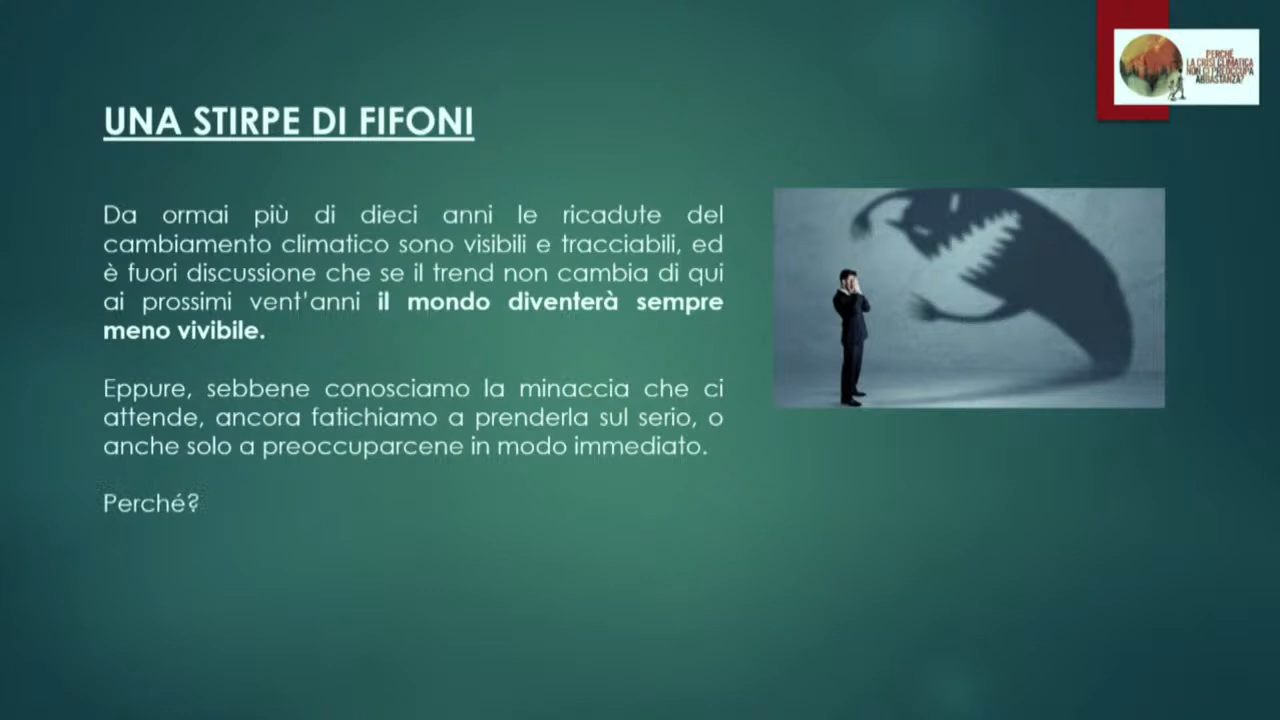 PERCHÉ
LA CRISI CLIMATICA
NON CI PREOCCUPA
ABBASTANZA?
UNA STIRPE DI FIFONI
Da ormai più di dieci anni le ricadute del
cambiamento climatico sono visibili e tracciabili, ed
è fuori discussione che se il trend non cambia di qui
ai prossimi vent'anni il mondo diventerà sempre
meno vivibile.
Eppure, sebbene conosciamo la minaccia che ci
attende, ancora fatichiamo a prenderla sul serio, o
anche solo a preoccuparcene in modo immediato.
Perché?